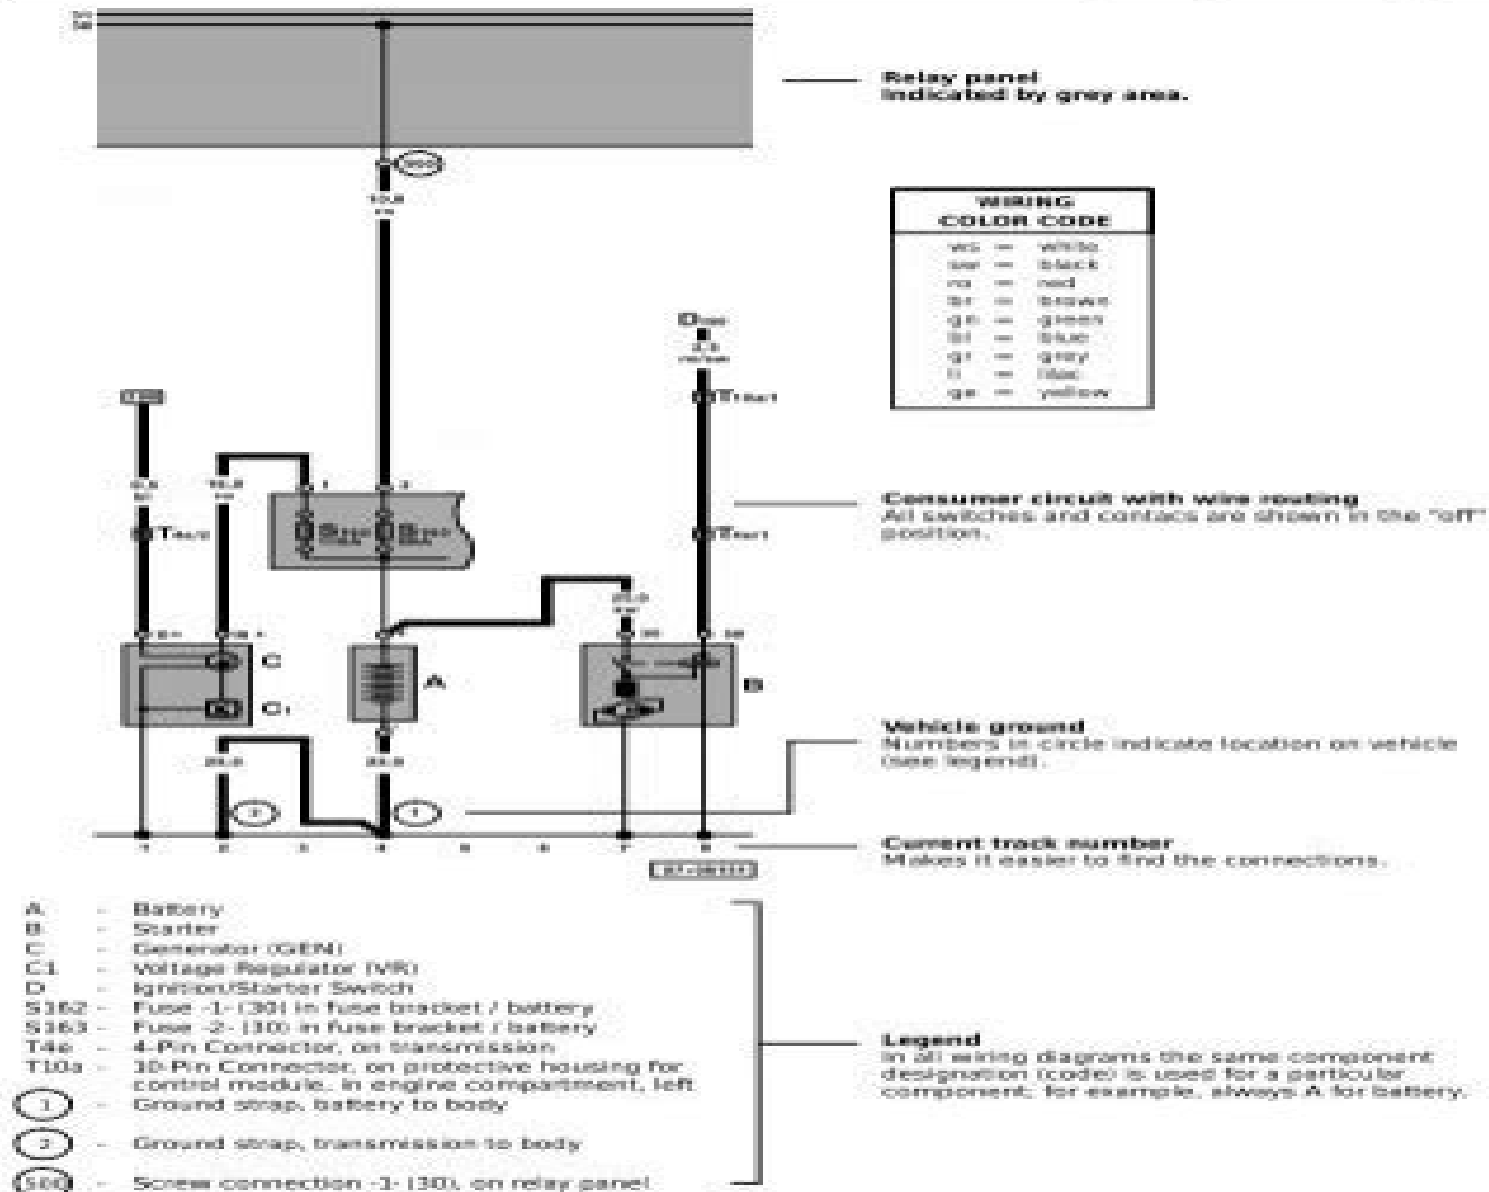 Relay panel
Indicated by grey area.
WIRING
COLOR CODE
ws = white
sw = black
ro = red
br = brown
gn = green
bl = blue
gr = grey
li = lilac
ge = yellow
Consumer circuit with wire routing
All switches and contacs are shown in the "off"
position.
1
2
C
C1
A
B
Vehicle ground
Numbers in circle indicate location on vehicle
(see legend).
2
1
1 2 3 4 5 6 7 8
Current track number
Makes it easier to find the connections.
A - Battery
B - Starter
C - Generator (GEN)
C1 - Voltage Regulator (VR)
D - Ignition/Starter Switch
S162 - Fuse -1- (30) in fuse bracket / battery
S163 - Fuse -2- (30) in fuse bracket / battery
T4e - 4-Pin Connector, on transmission
T10a - 10-Pin Connector, on protective housing for
control module, in engine compartment, left
1 - Ground strap, battery to body
2 - Ground strap, transmission to body
500 - Screw connection -1- (30), on relay panel
Legend
In all wiring diagrams the same component
designation (code) is used for a particular
component; for example, always A for battery.